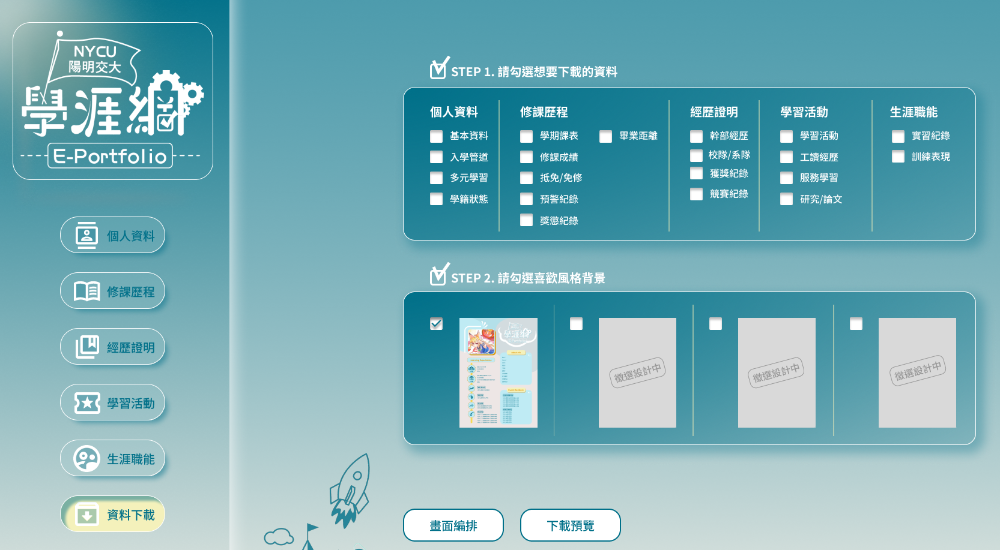 NYCU
陽明交大
學涯網
E-Portfolio
個人資料
修課歷程
經歷證明
學習活動
生涯職能
資料下載
STEP 1. 請勾選想要下載的資料
個人資料
基本資料
入學管道
多元學習
學籍狀態
修課歷程
學期課表
修課成績
抵免/免修
預警紀錄
獎懲紀錄
畢業距離
經歷證明
幹部經歷
校隊/系隊
獲獎紀錄
競賽紀錄
學習活動
學習活動
工讀經歷
服務學習
研究/論文
生涯職能
實習紀錄
訓練表現
STEP 2. 請勾選喜歡風格背景
學涯網
徵選設計中
徵選設計中
徵選設計中
畫面編排
下載預覽